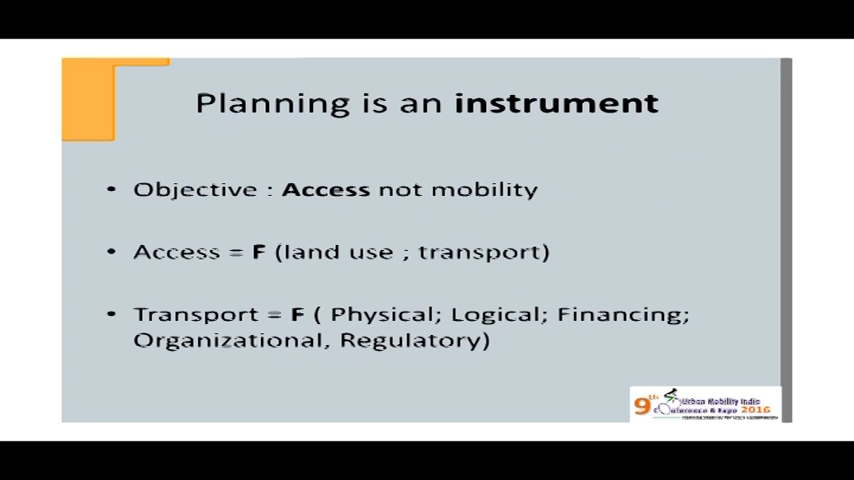 Planning is an instrument
• Objective : Access not mobility
• Access = F (land use ; transport)
• Transport = F ( Physical; Logical; Financing;
Organizational, Regulatory)
9th Urban Mobility India
Conference & Expo 2016